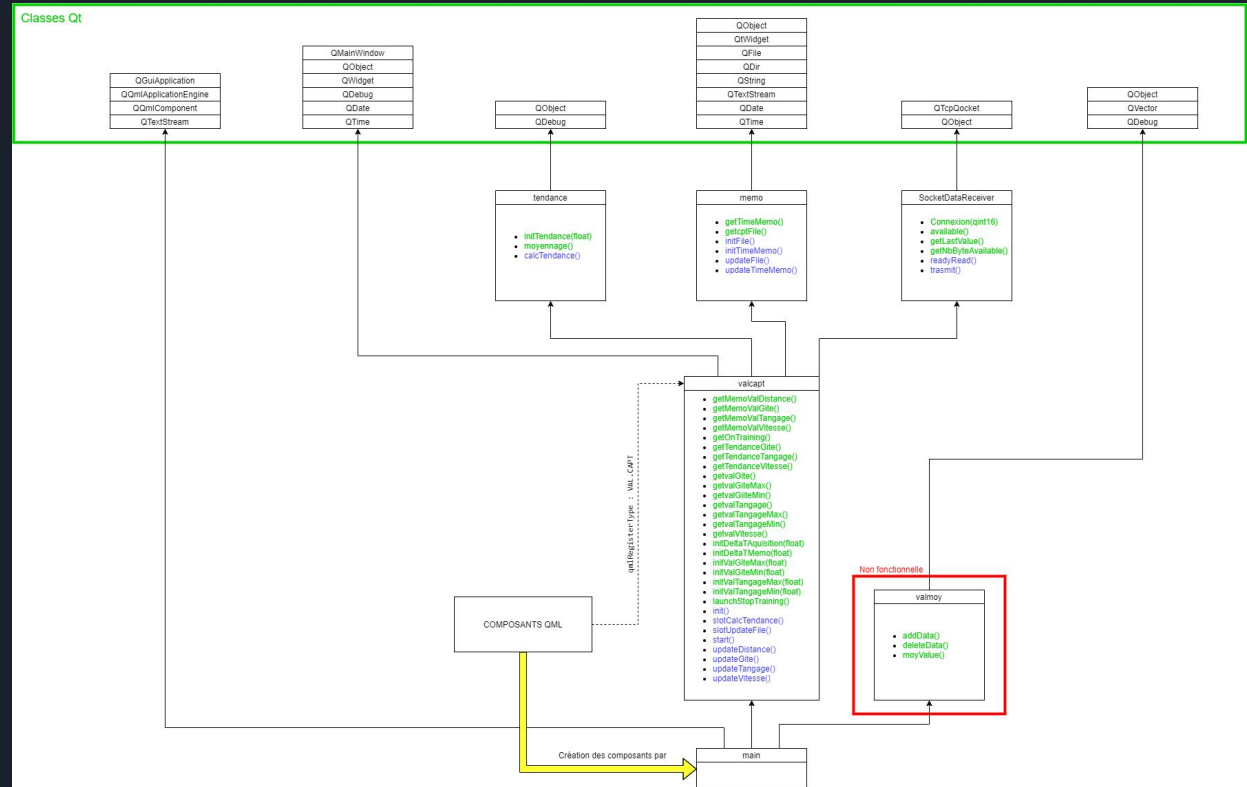 Classes Qt
QGuiApplication
QQmlApplicationEngine
QQmlComponent
QTextStream
QMainWindow
QObject
QWidget
QDebug
QDate
QTime
QObject
QDebug
QObject
QtWidget
QFile
QDir
QString
QTextStream
QDate
QTime
QTcpQocket
QObject
QObject
QVector
QDebug
tendance
initTendance(float)
moyennage()
calcTendance()
memo
getTimeMemo()
getcptFile()
initFile()
initTimeMemo()
updateFile()
updateTimeMemo()
SocketDataReceiver
Connexion(qint16)
available()
getLastValue()
getNbByteAvailable()
readyRead()
trasmit()
valcapt
getMemoValDistance()
getMemoValGite()
getMemoValTangage()
getMemoValVitesse()
getOnTraining()
getTendanceGite()
getTendanceTangage()
getTendanceVitesse()
getvalGite()
getvalGiteMax()
getvalGiiteMin()
getvalTangage()
getvalTangageMax()
getvalTangageMin()
getvalVitesse()
initDeltaTAquisition(float)
initDeltaTMemo(float)
initValGiteMax(float)
initValGiteMin(float)
initValTangageMax(float)
initValTangageMin(float)
launchStopTraining()
init()
slotCalcTendance()
slotUpdateFile()
start()
updateDistance()
updateGite()
updateTangage()
updateVitesse()
qmlRegisterType : VAL.CAPT
COMPOSANTS QML
Non fonctionnelle
valmoy
addData()
deleteData()
moyValue()
Création des composants par
main